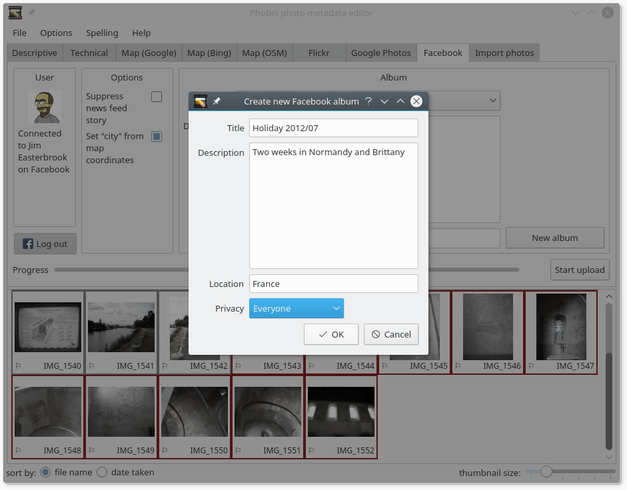 Photini photo metadata editor
File Options Spelling Help
Descriptive Technical Map (Google) Map (Bing) Map (OSM) Flickr Google Photos Facebook Import photos
User
Connected
to Jim
Easterbrook
on Facebook
Log out
Options
Suppress
news feed
story
Set "city" from
map
coordinates
Album
D
New album
Create new Facebook album
Title Holiday 2012/07
Description Two weeks in Normandy and Brittany
Location France
Privacy Everyone
OK Cancel
Progress Start upload
IMG_1540 IMG_1541 IMG_1542 IMG_1543 IMG_1544 IMG_1545 IMG_1546 IMG_1547
IMG_1548 IMG_1549 IMG_1550 IMG_1551 IMG_1552
sort by: file name date taken thumbnail size: